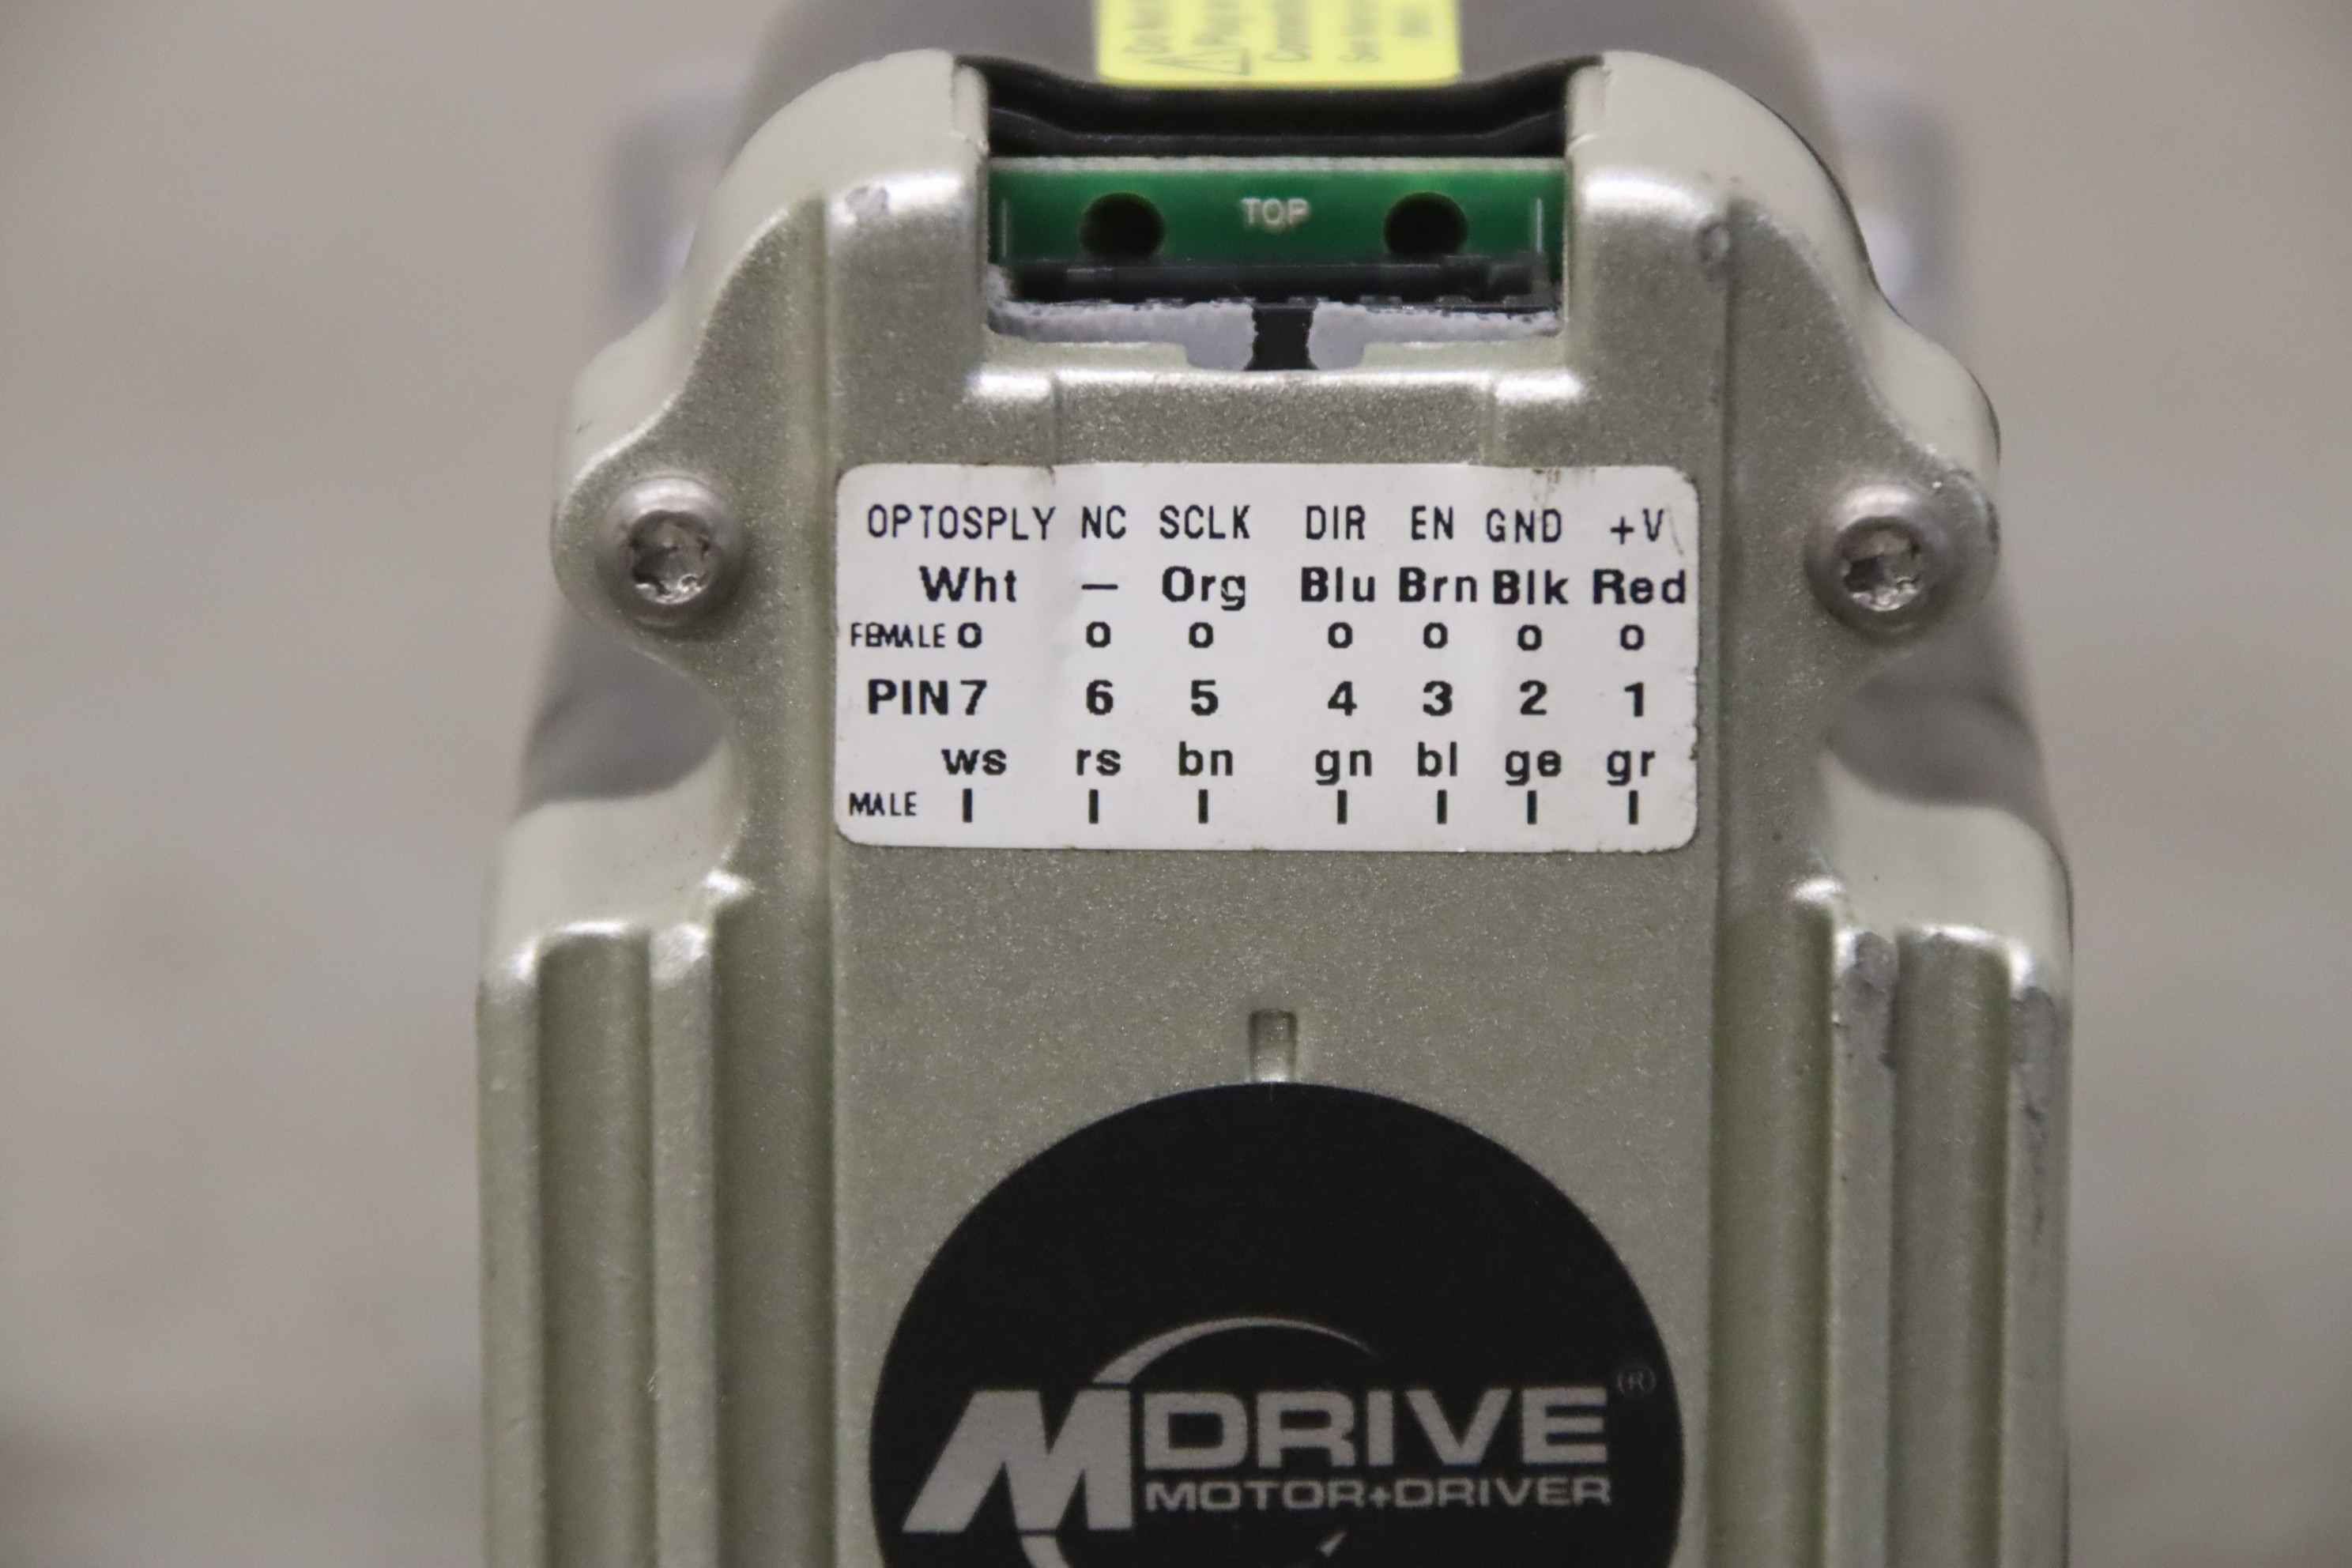 TOP
OPTOSPLY NC SCLK DIR EN GND +V
Wht — Org Blu Brn Blk Red
FEMALE O O O O O O O
PIN 7 6 5 4 3 2 1
ws rs bn gn bl ge gr
MALE | | | | | | |
MDRIVE (R)
MOTOR+DRIVER